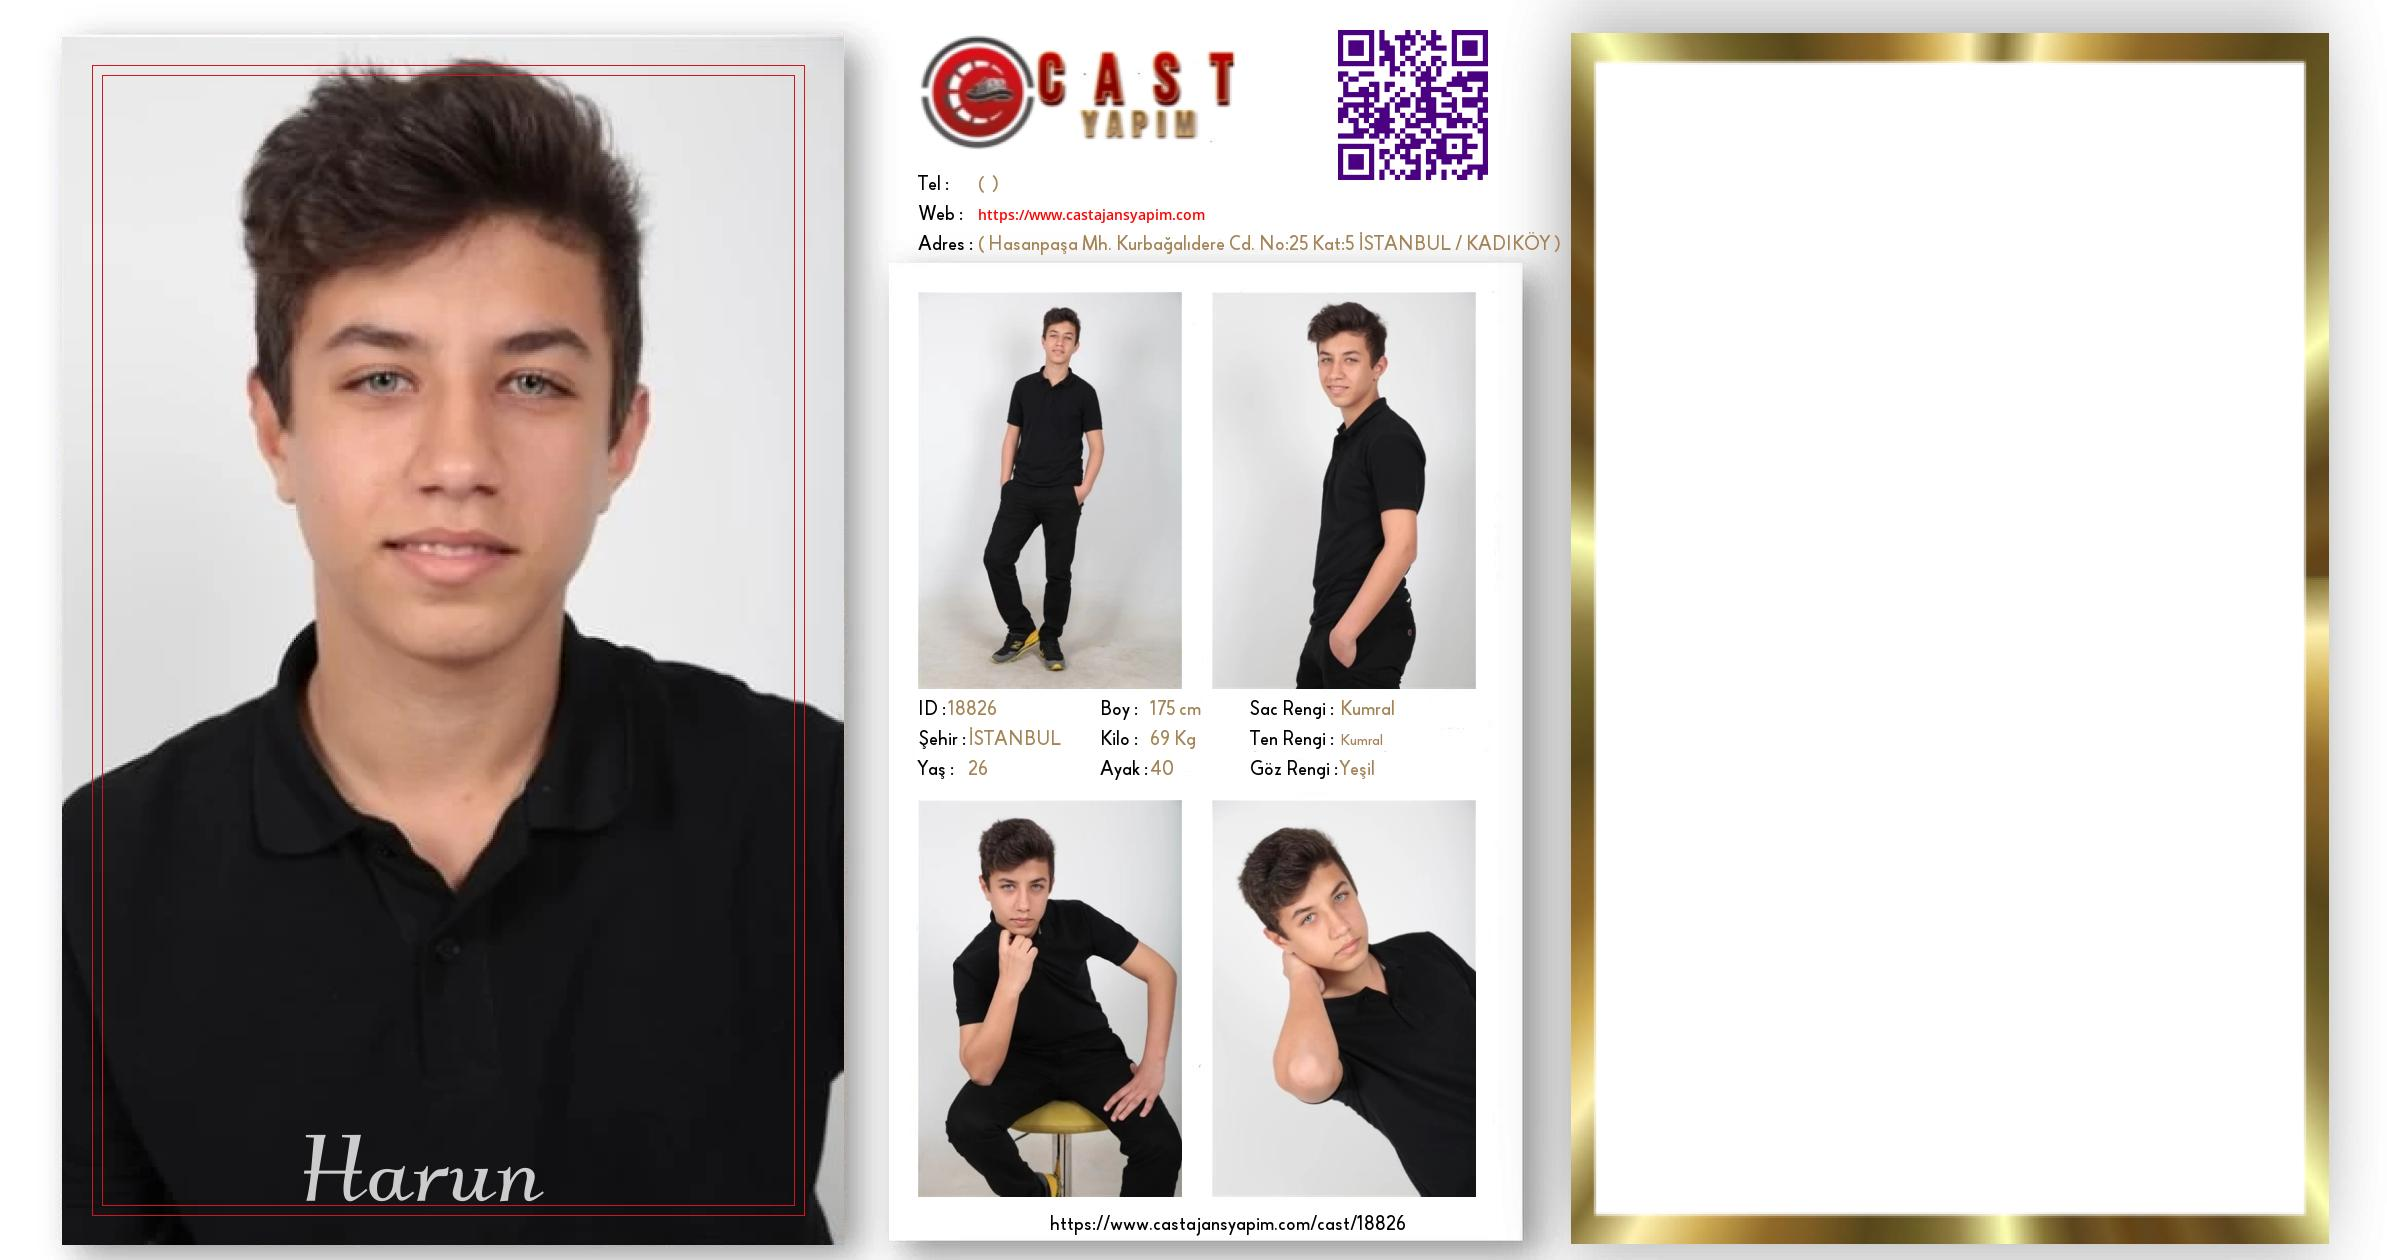 Harun
CAST
YAPIM
Tel : ( )
Web : https://www.castajansyapim.com
Adres : ( Hasanpaşa Mh. Kurbağalıdere Cd. No:25 Kat:5 İSTANBUL / KADIKÖY )
ID : 18826 Boy : 175 cm Sac Rengi : Kumral
Şehir : İSTANBUL Kilo : 69 Kg Ten Rengi : Kumral
Yaş : 26 Ayak : 40 Göz Rengi : Yeşil
https://www.castajansyapim.com/cast/18826